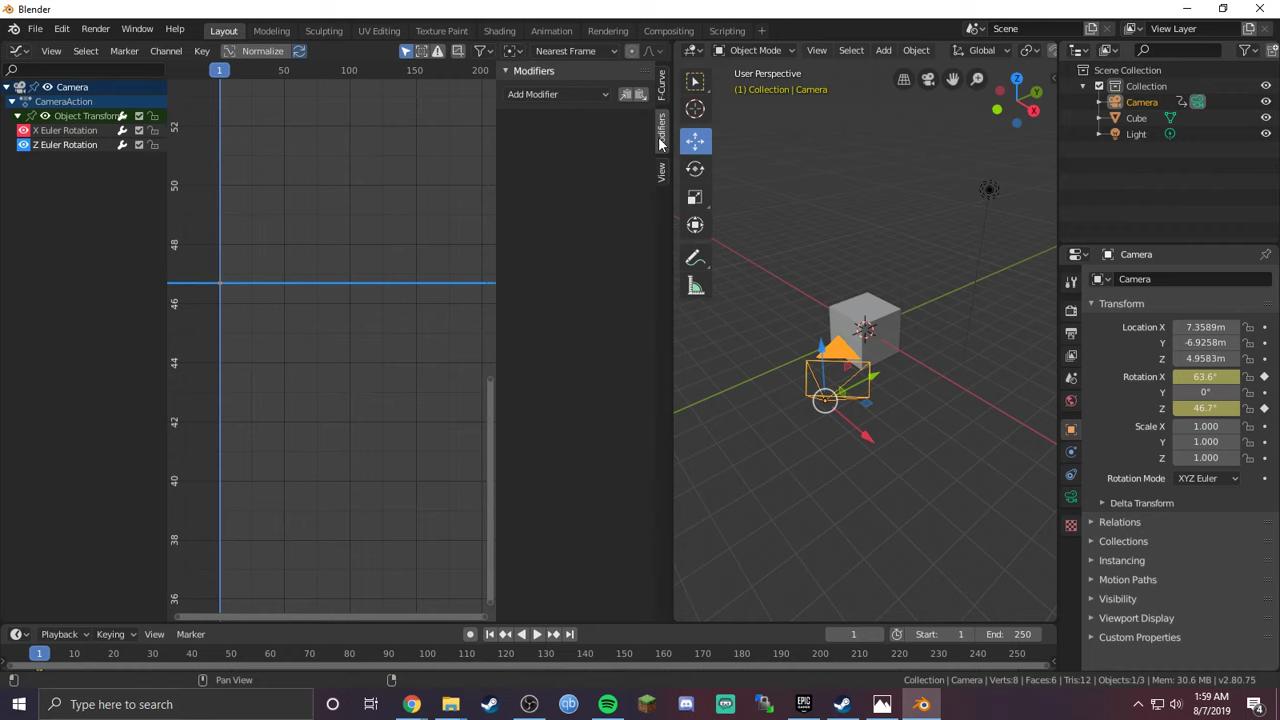 Blender
File Edit Render Window Help Layout Modeling Sculpting UV Editing Texture Paint Shading Animation Rendering Compositing Scripting + Scene View Layer
View Select Marker Channel Key Normalize Nearest Frame Object Mode View Select Add Object Global
1 50 100 150 200
Modifiers
Add Modifier
F-Curve
Modifiers
View
Camera
CameraAction
Object Transform
X Euler Rotation
Z Euler Rotation
52
50
48
46
44
42
40
38
36
User Perspective
(1) Collection | Camera
Z
Y
X
Scene Collection
Collection
Camera
Cube
Light
Camera
Camera
Transform
Location X 7.3589m
Y -6.9258m
Z 4.9583m
Rotation X 63.6°
Y 0°
Z 46.7°
Scale X 1.000
Y 1.000
Z 1.000
Rotation Mode XYZ Euler
Delta Transform
Relations
Collections
Instancing
Motion Paths
Visibility
Viewport Display
Custom Properties
Playback Keying View Marker 1 Start: 1 End: 250
1 10 20 30 40 50 60 70 80 90 100 110 120 130 140 150 160 170 180 190 200 210 220 230 240 250
Pan View Collection | Camera | Verts:8 | Faces:6 | Tris:12 | Objects:1/3 | Mem: 30.6 MB | v2.80.75
Type here to search
1:59 AM
8/7/2019
4